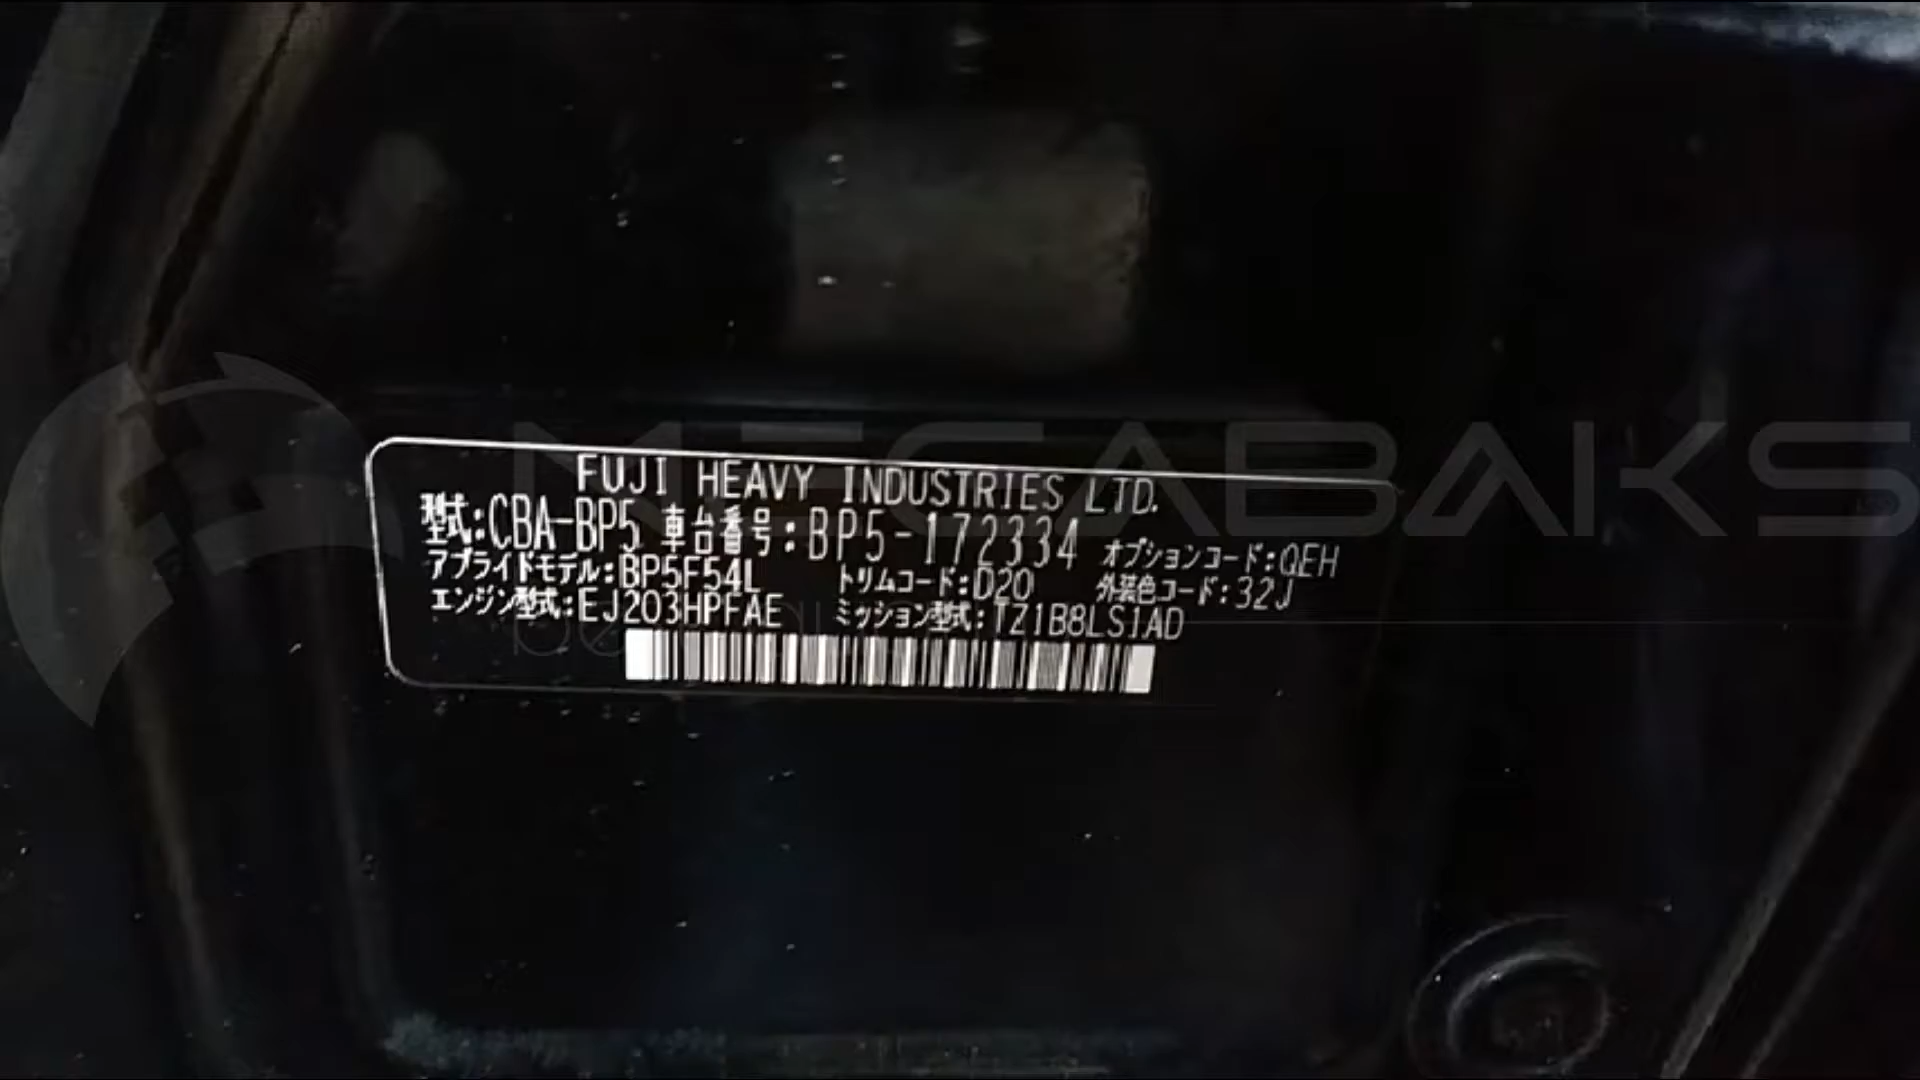 MEGABAKS
FUJI HEAVY INDUSTRIES LTD.
型式:CBA-BP5 車台番号:BP5-172334 オプションコード:QEH
アプライドモデル:BP5F54L トリムコード:D20 外装色コード:32J
エンジン型式:EJ203HPFAE ミッション型式:TZ1B8LS1AD